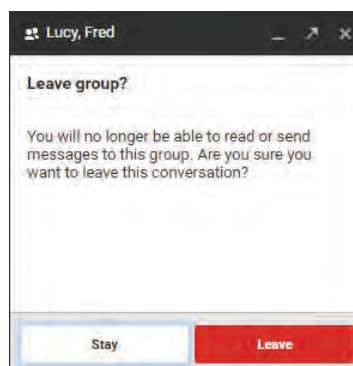 Lucy, Fred
Leave group?
You will no longer be able to read or send
messages to this group. Are you sure you
want to leave this conversation?
Stay
Leave